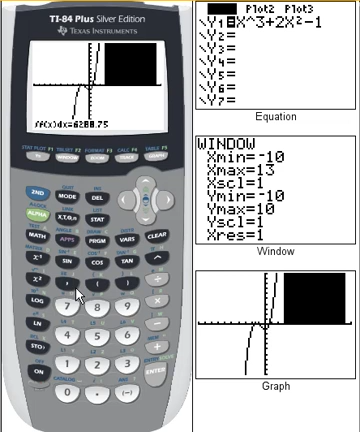 TI-84 Plus Silver Edition
TEXAS INSTRUMENTS
∫f(x)dx=6288.75
STAT PLOT F1 TBLSET F2 FORMAT F3 CALC F4 TABLE F5
Y= WINDOW ZOOM TRACE GRAPH
2ND MODE DEL
ALPHA X,T,θ,n STAT
MATH APPS PRGM VARS CLEAR
SIN COS TAN ^
, ( ) ÷
LOG 7 8 9 ×
LN 4 5 6 −
STO▸ 1 2 3 +
ON 0 . (−) ENTER
Plot2 Plot3
\Y1=X^3+2X²-1
\Y2=
\Y3=
\Y4=
\Y5=
\Y6=
\Y7=
Equation
WINDOW
Xmin=-10
Xmax=13
Xscl=1
Ymin=-10
Ymax=10
Yscl=1
Xres=1
Window
Graph